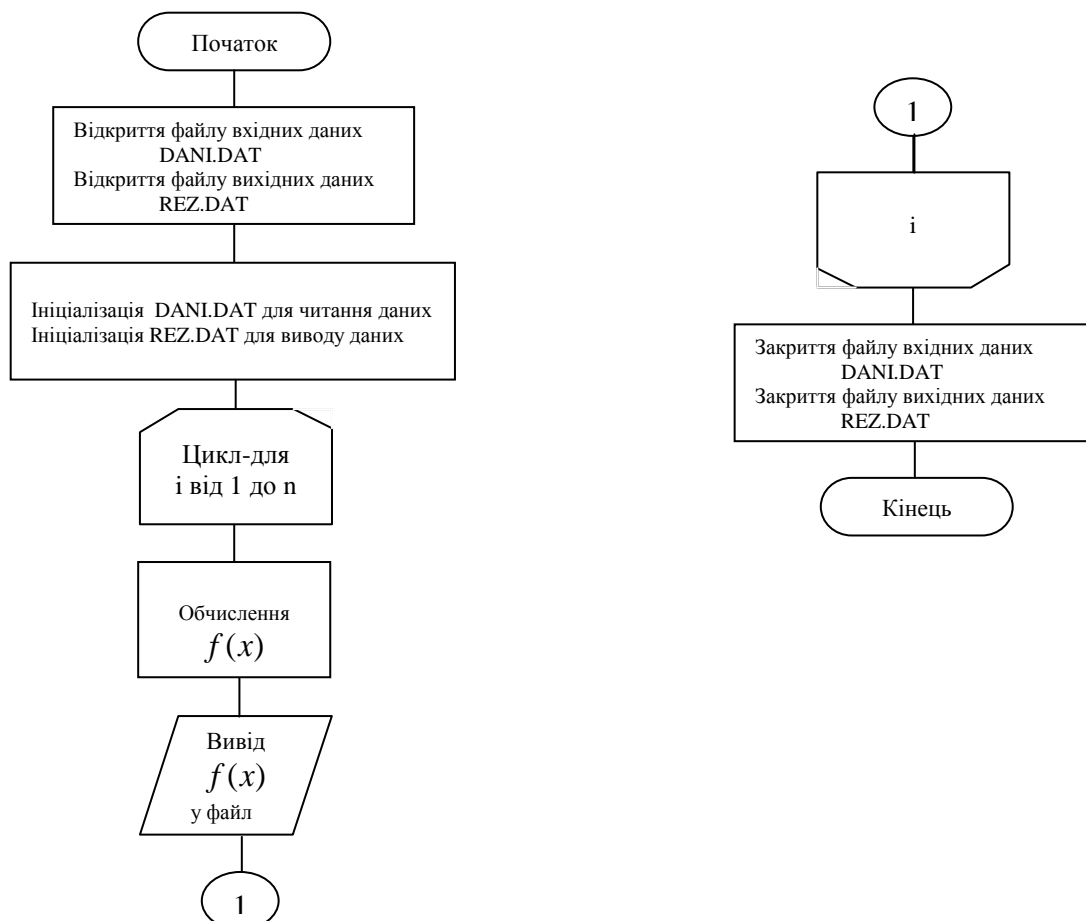 Початок
Відкриття файлу вхідних даних
DANI.DAT
Відкриття файлу вихідних даних
REZ.DAT
Ініціалізація DANI.DAT для читання даних
Ініціалізація REZ.DAT для виводу даних
Цикл-для
і від 1 до n
Обчислення
f(x)
Вивід
f(x)
у файл
1
1
і
Закриття файлу вхідних даних
DANI.DAT
Закриття файлу вихідних даних
REZ.DAT
Кінець